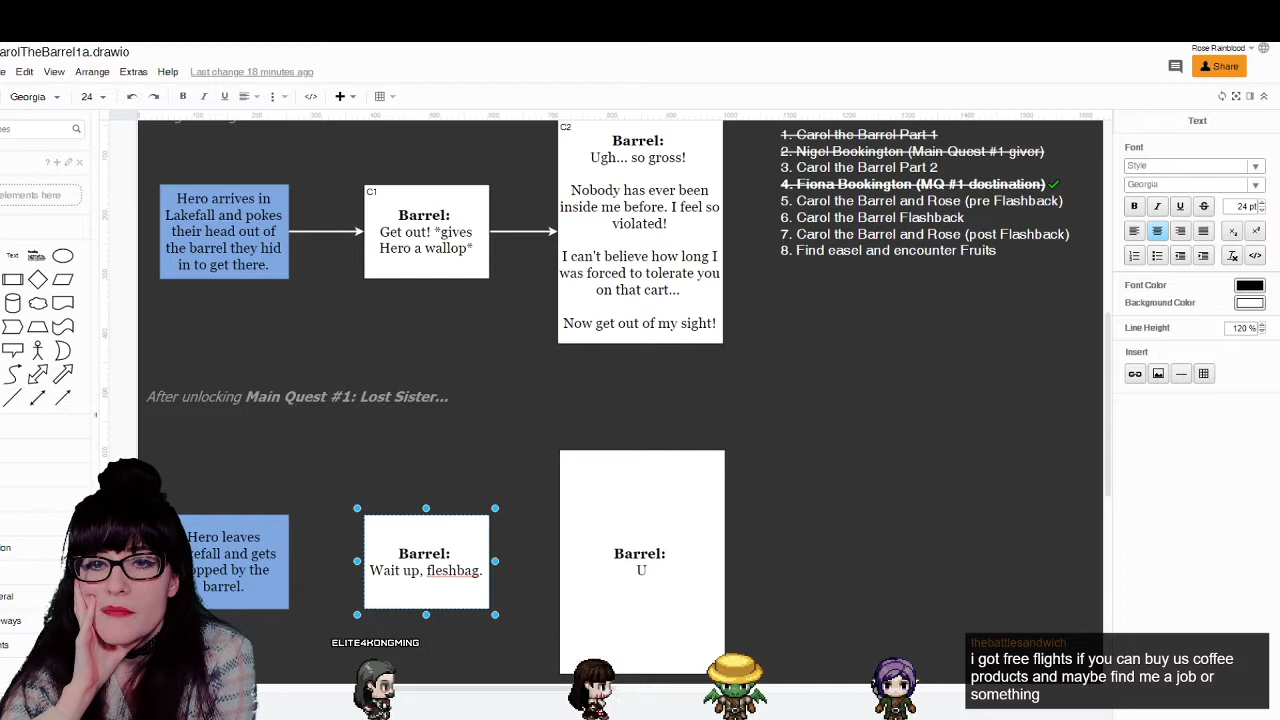 arolTheBarrel1a.drawio
Rose Rainblood
Edit View Arrange Extras Help Last change 18 minutes ago
Share
Georgia 24
Text
Font
Style
Georgia
24 pt
Font Color
Background Color
Line Height 120 %
Insert
elements here
Text
C2
Barrel:
Ugh... so gross!
Nobody has ever been
inside me before. I feel so
violated!
I can't believe how long I
was forced to tolerate you
on that cart...
Now get out of my sight!
1. Carol the Barrel Part 1
2. Nigel Bookington (Main Quest #1 giver)
3. Carol the Barrel Part 2
4. Fiona Bookington (MQ #1 destination)
5. Carol the Barrel and Rose (pre Flashback)
6. Carol the Barrel Flashback
7. Carol the Barrel and Rose (post Flashback)
8. Find easel and encounter Fruits
Hero arrives in
Lakefall and pokes
their head out of
the barrel they hid
in to get there.
C1
Barrel:
Get out! *gives
Hero a wallop*
After unlocking Main Quest #1: Lost Sister...
Hero leaves
kefall and gets
opped by the
barrel.
Barrel:
Wait up, fleshbag.
Barrel:
U
ELITE4KONGMING
thebattlesandwich
i got free flights if you can buy us coffee
products and maybe find me a job or
something